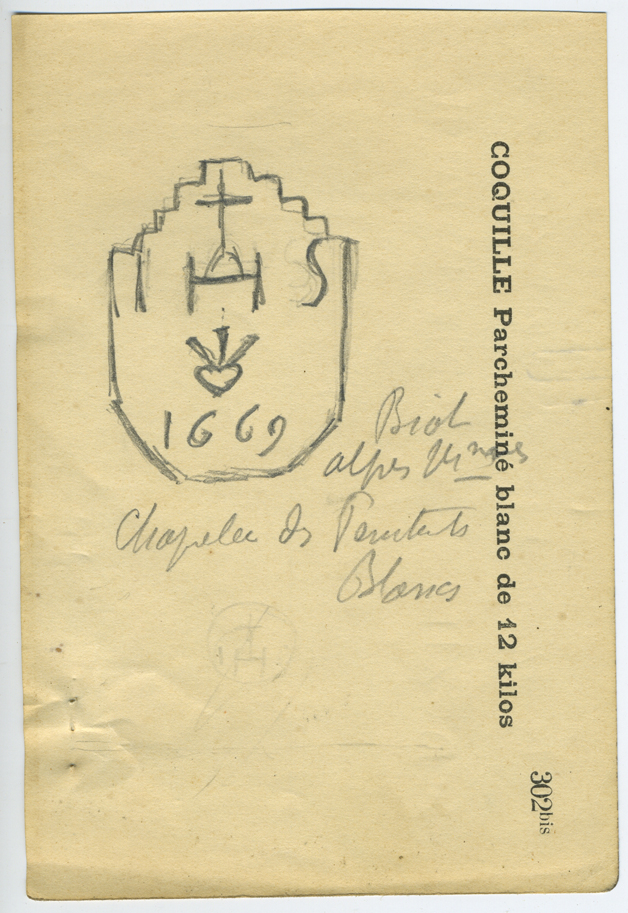 IHS
1669
Biot
alpes Mmes
Chapelle des Penitents
Blancs
COQUILLE Parcheminé blanc de 12 kilos
302bis